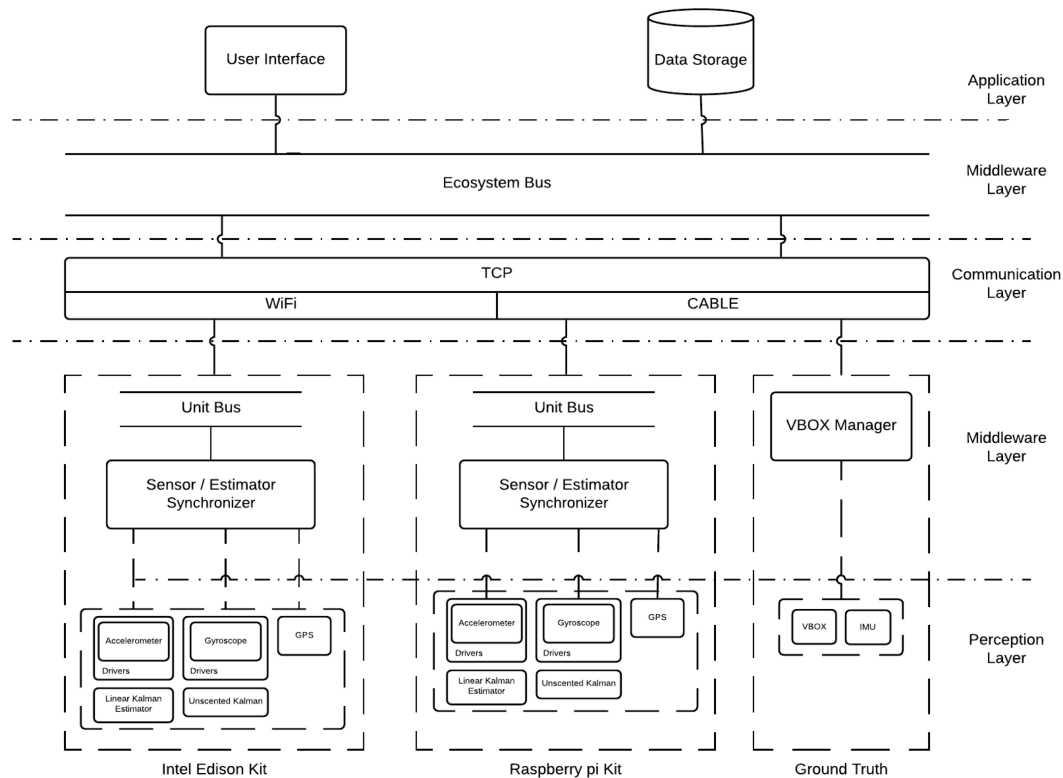 User Interface
Data Storage
Application
Layer
Ecosystem Bus
Middleware
Layer
TCP
WiFi
CABLE
Communication
Layer
Unit Bus
Sensor / Estimator
Synchronizer
Unit Bus
Sensor / Estimator
Synchronizer
VBOX Manager
Middleware
Layer
Accelerometer
Drivers
Gyroscope
Drivers
GPS
Linear Kalman
Estimator
Unscented Kalman
Accelerometer
Drivers
Gyroscope
Drivers
GPS
Linear Kalman
Estimator
Unscented Kalman
VBOX
IMU
Perception
Layer
Intel Edison Kit
Raspberry pi Kit
Ground Truth